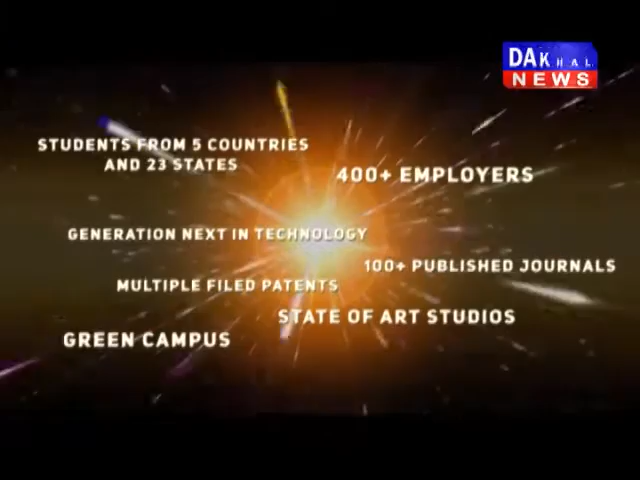 DAKHAL
NEWS
STUDENTS FROM 5 COUNTRIES
AND 23 STATES
400+ EMPLOYERS
GENERATION NEXT IN TECHNOLOGY
100+ PUBLISHED JOURNALS
MULTIPLE FILED PATENTS
STATE OF ART STUDIOS
GREEN CAMPUS